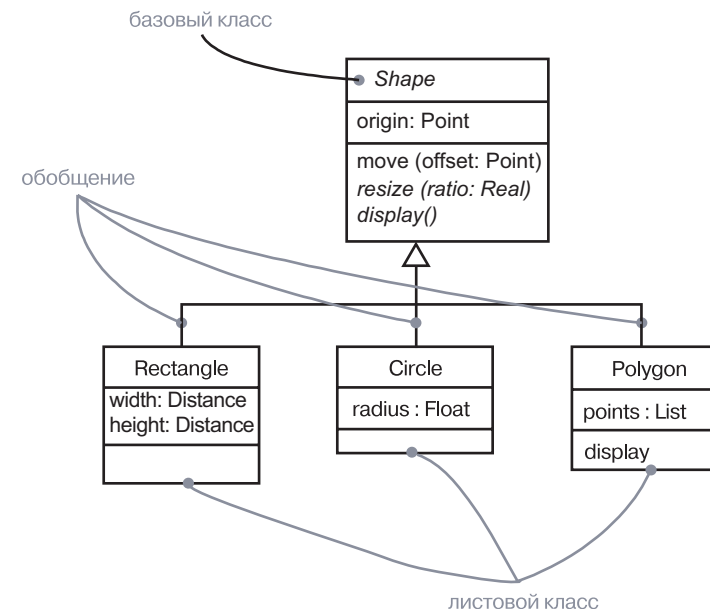 базовый класс
Shape
origin: Point
move (offset: Point)
resize (ratio: Real)
display()
обобщение
Rectangle
width: Distance
height: Distance
Circle
radius : Float
Polygon
points : List
display
листовой класс